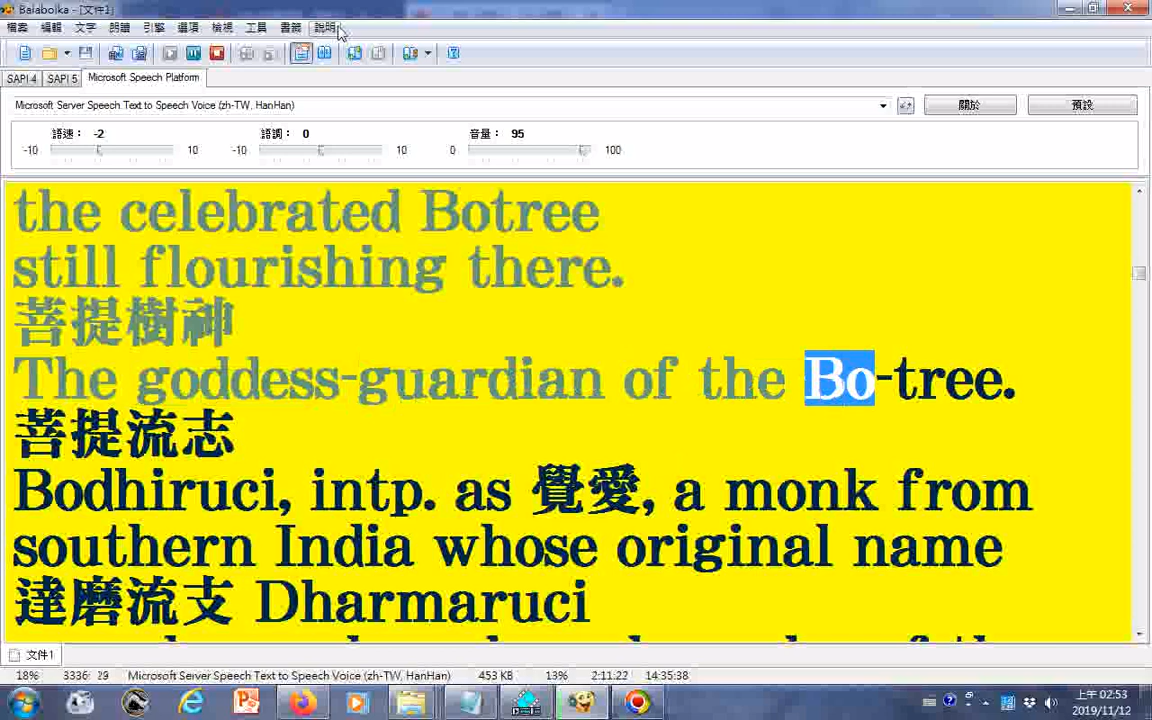 Balabolka - [文件1]
檔案 編輯 文字 朗讀 引擎 選項 檢視 工具 書籤 說明
SAPI 4 SAPI 5 Microsoft Speech Platform
Microsoft Server Speech Text to Speech Voice (zh-TW, HanHan) 關於 預設
語速： -2 語調： 0 音量： 95
-10 10 -10 10 0 100
the celebrated Botree
still flourishing there.
菩提樹神
The goddess-guardian of the Bo-tree.
菩提流志
Bodhiruci, intp. as 覺愛, a monk from
southern India whose original name
達磨流支 Dharmaruci
文件1
18% 3336: 29 Microsoft Server Speech Text to Speech Voice (zh-TW, HanHan) 453 KB 13% 2:11.22 14:35:38
上午 02:53
2019/11/12